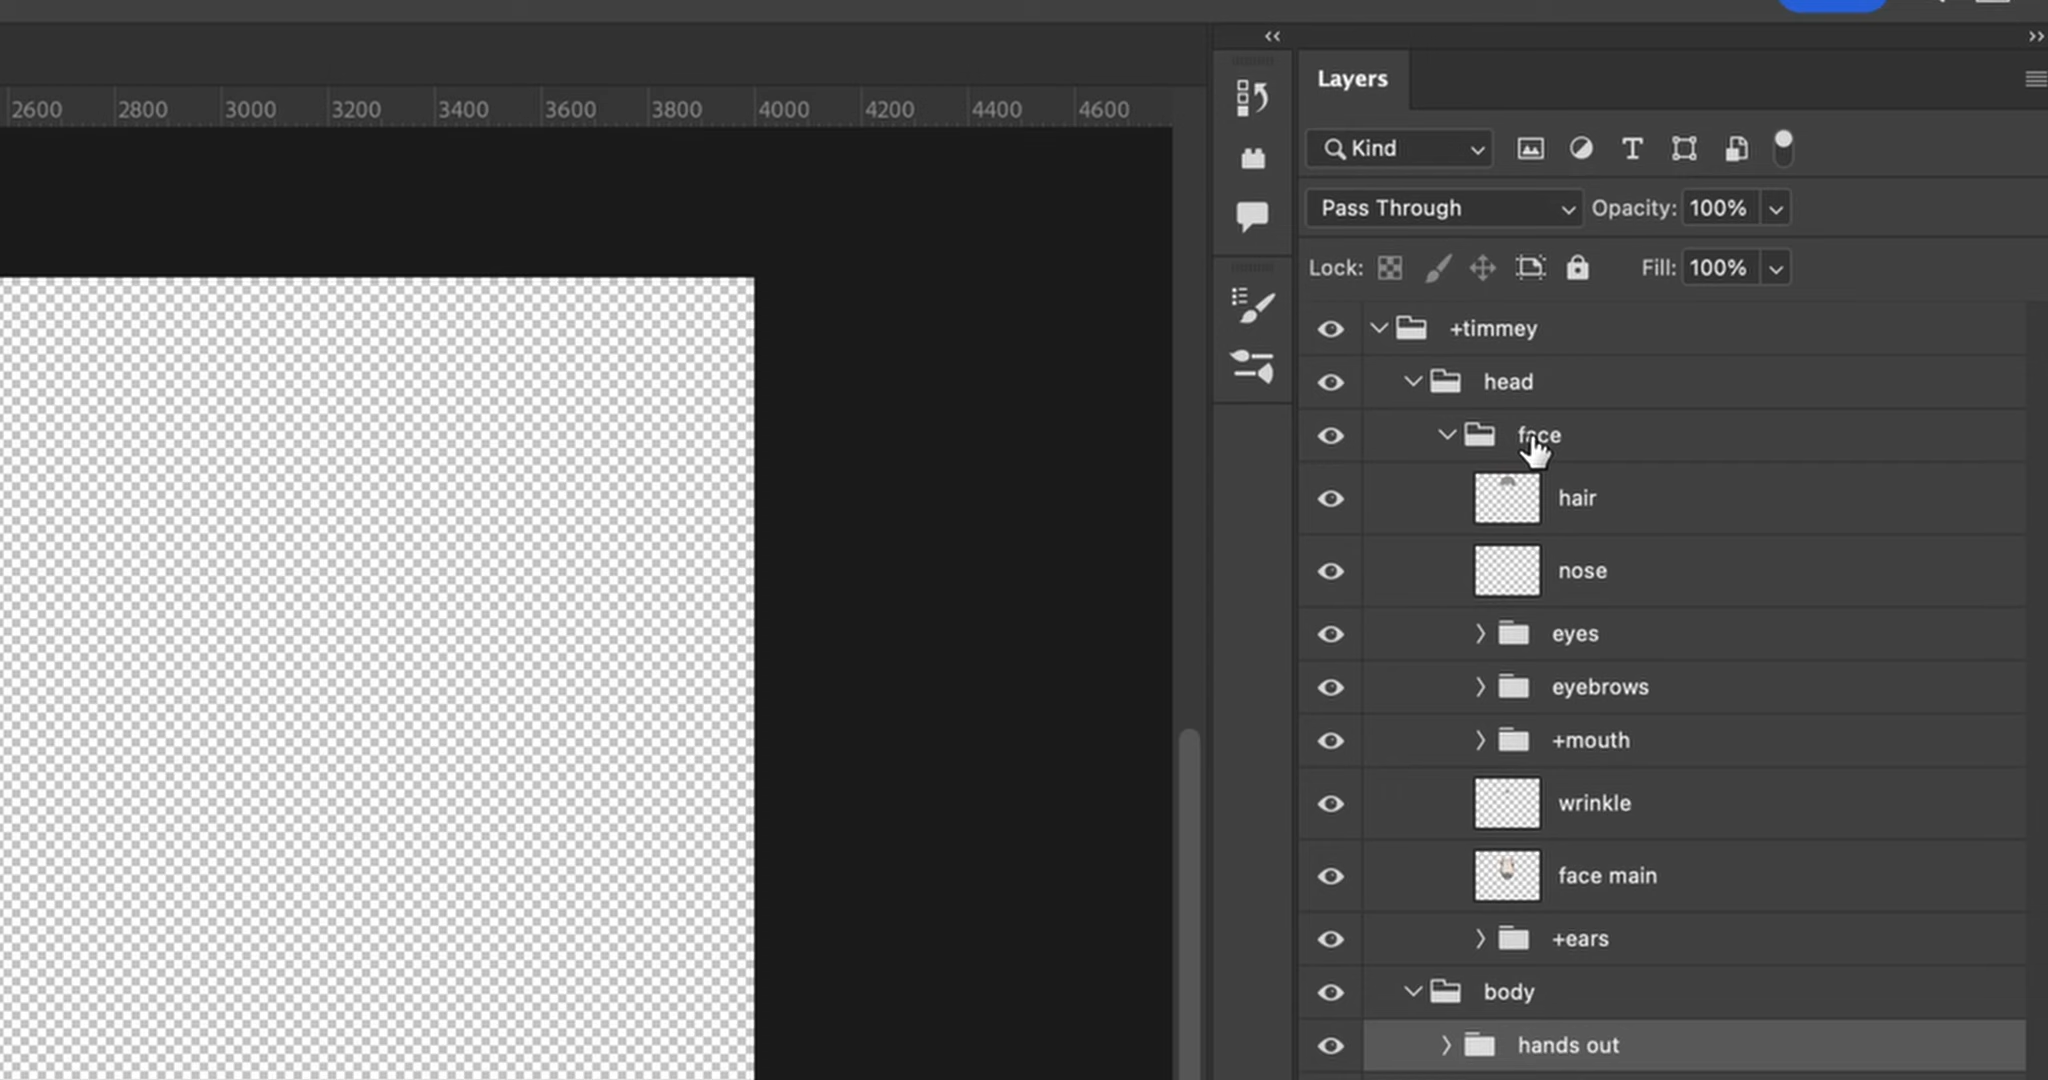 Layers
2600 2800 3000 3200 3400 3600 3800 4000 4200 4400 4600
Kind
Pass Through Opacity: 100%
Lock: Fill: 100%
+timmey
head
face
hair
nose
eyes
eyebrows
+mouth
wrinkle
face main
+ears
body
hands out